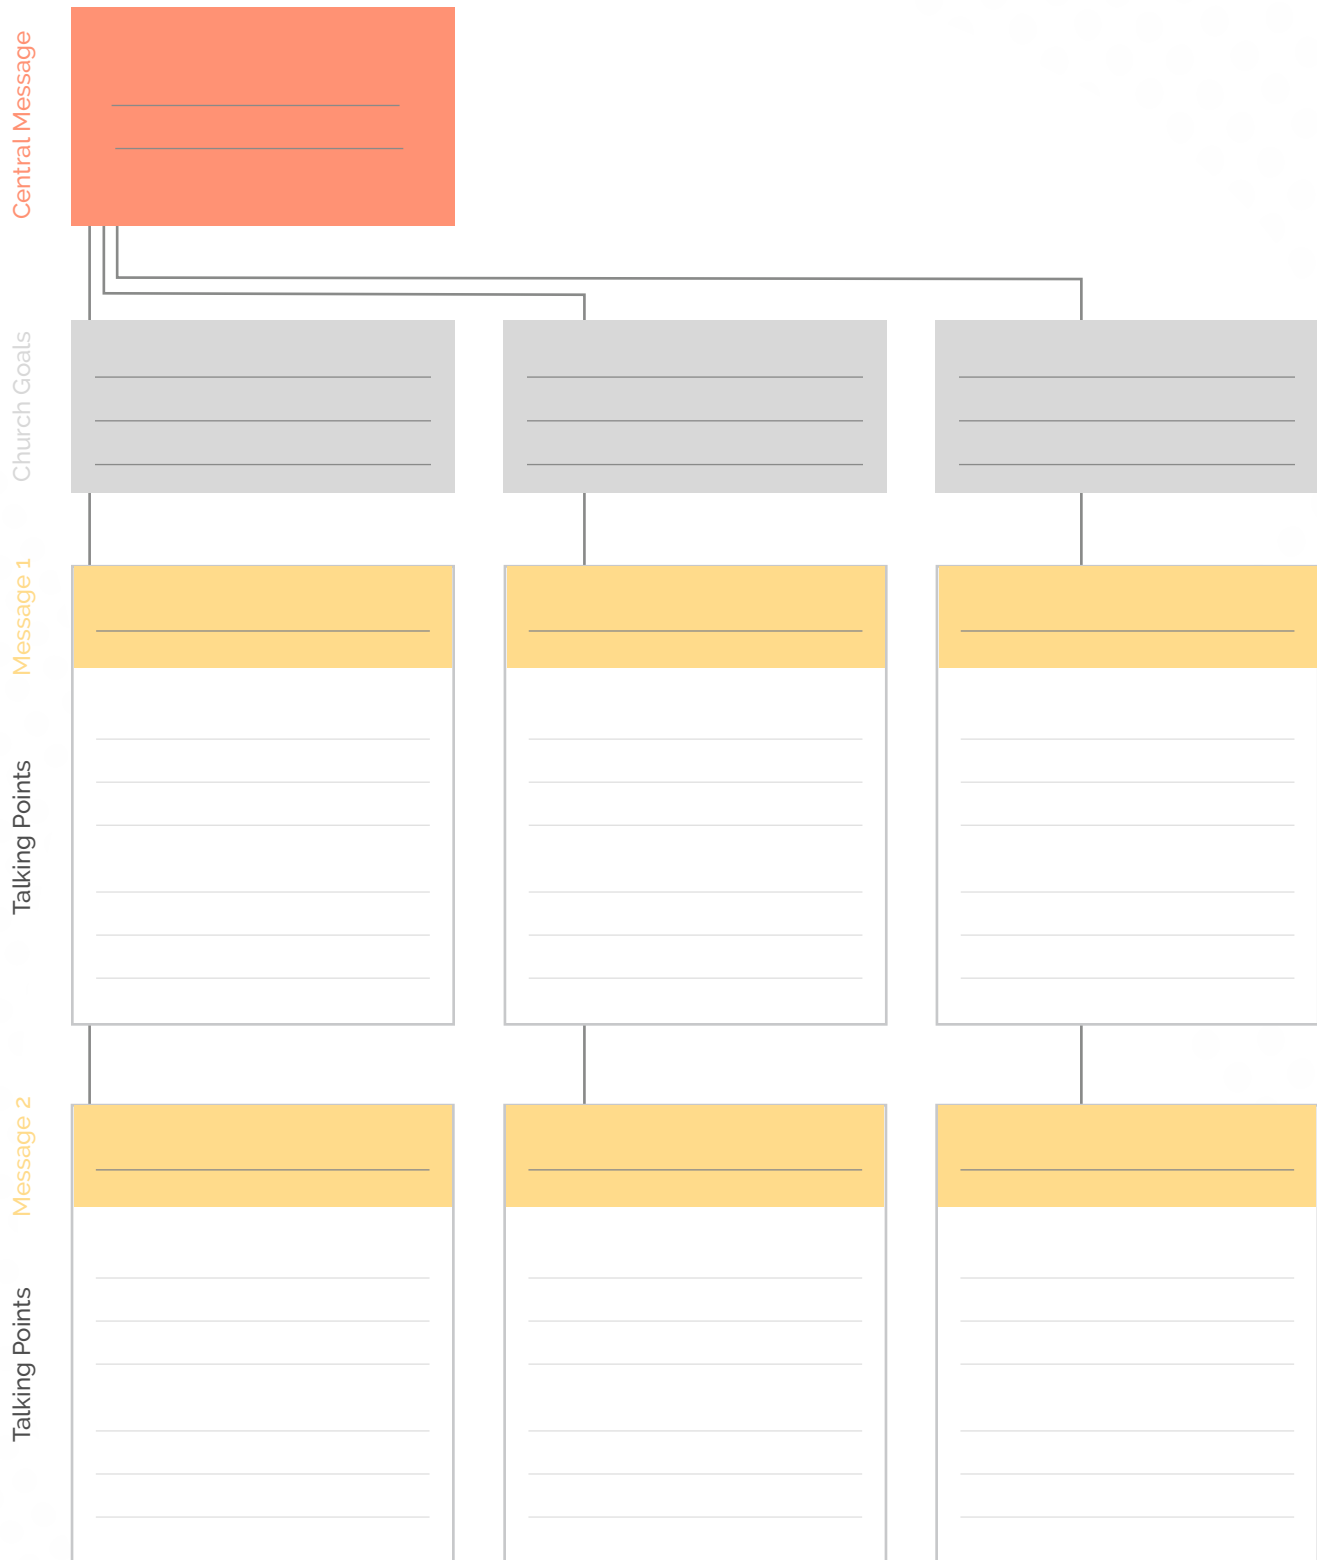 Central Message
Church Goals
Message 1
Talking Points
Message 2
Talking Points